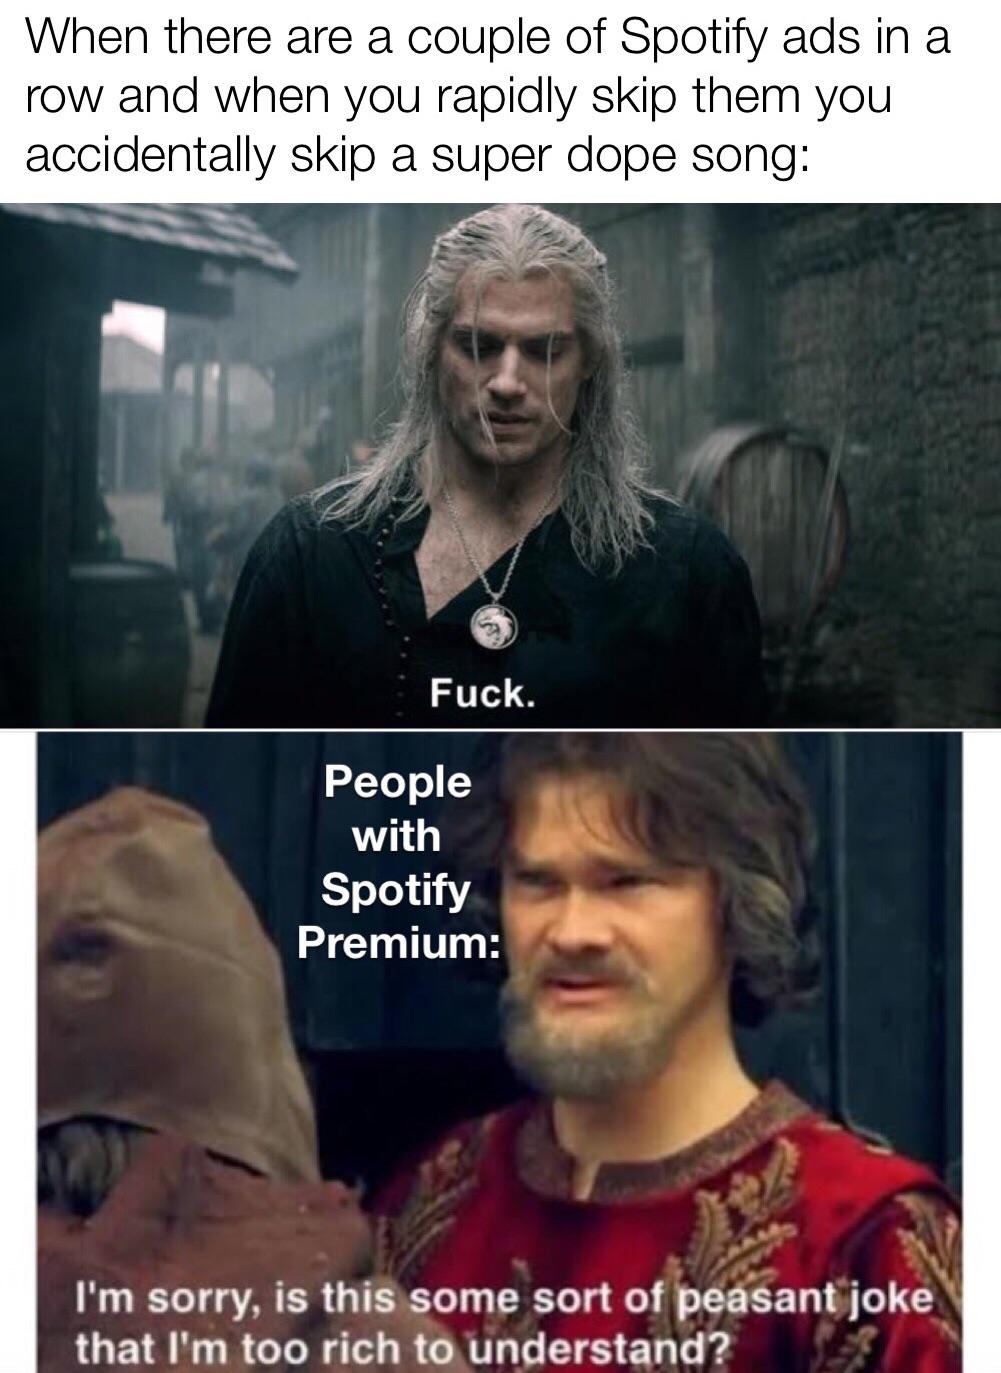 When there are a couple of Spotify ads in a
row and when you rapidly skip them you
accidentally skip a super dope song:
Fuck.
People
with
Spotify
Premium:
I'm sorry, is this some sort of peasant joke
that I'm too rich to understand?